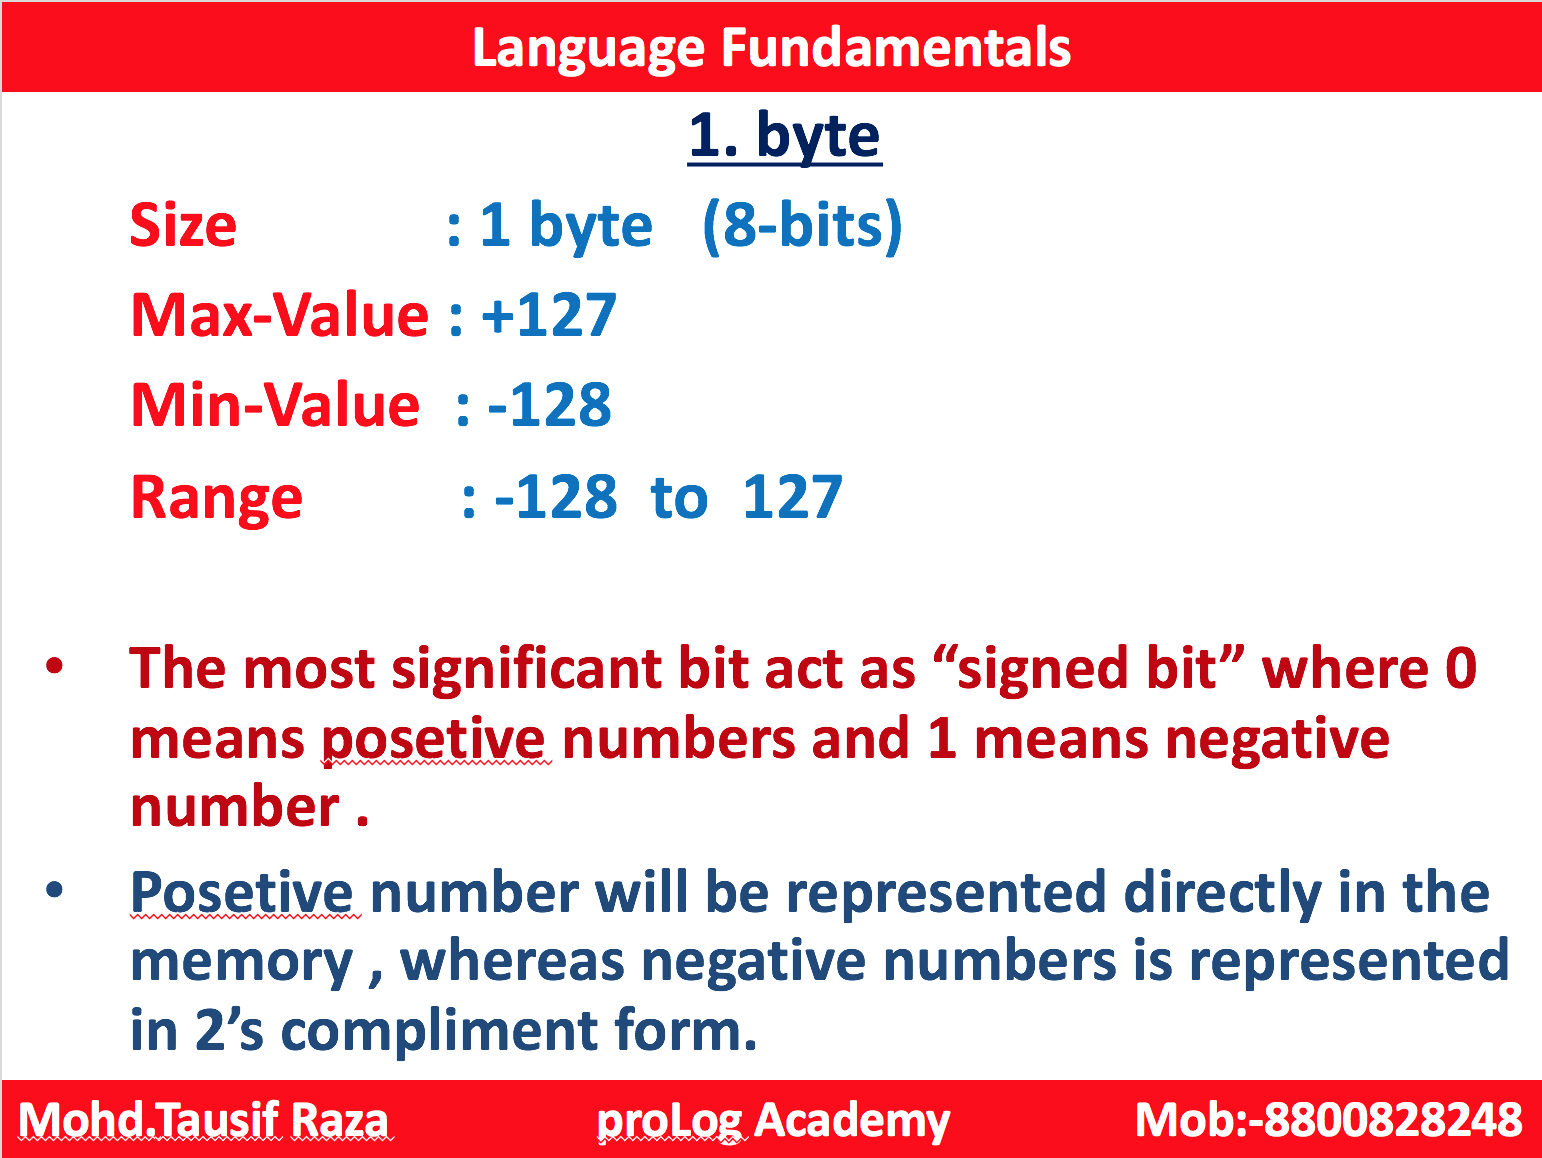 Language Fundamentals
1. byte
Size : 1 byte (8-bits)
Max-Value : +127
Min-Value : -128
Range : -128 to 127
• The most significant bit act as “signed bit” where 0
means posetive numbers and 1 means negative
number .
• Posetive number will be represented directly in the
memory , whereas negative numbers is represented
in 2’s compliment form.
Mohd.Tausif Raza proLog Academy Mob:-8800828248